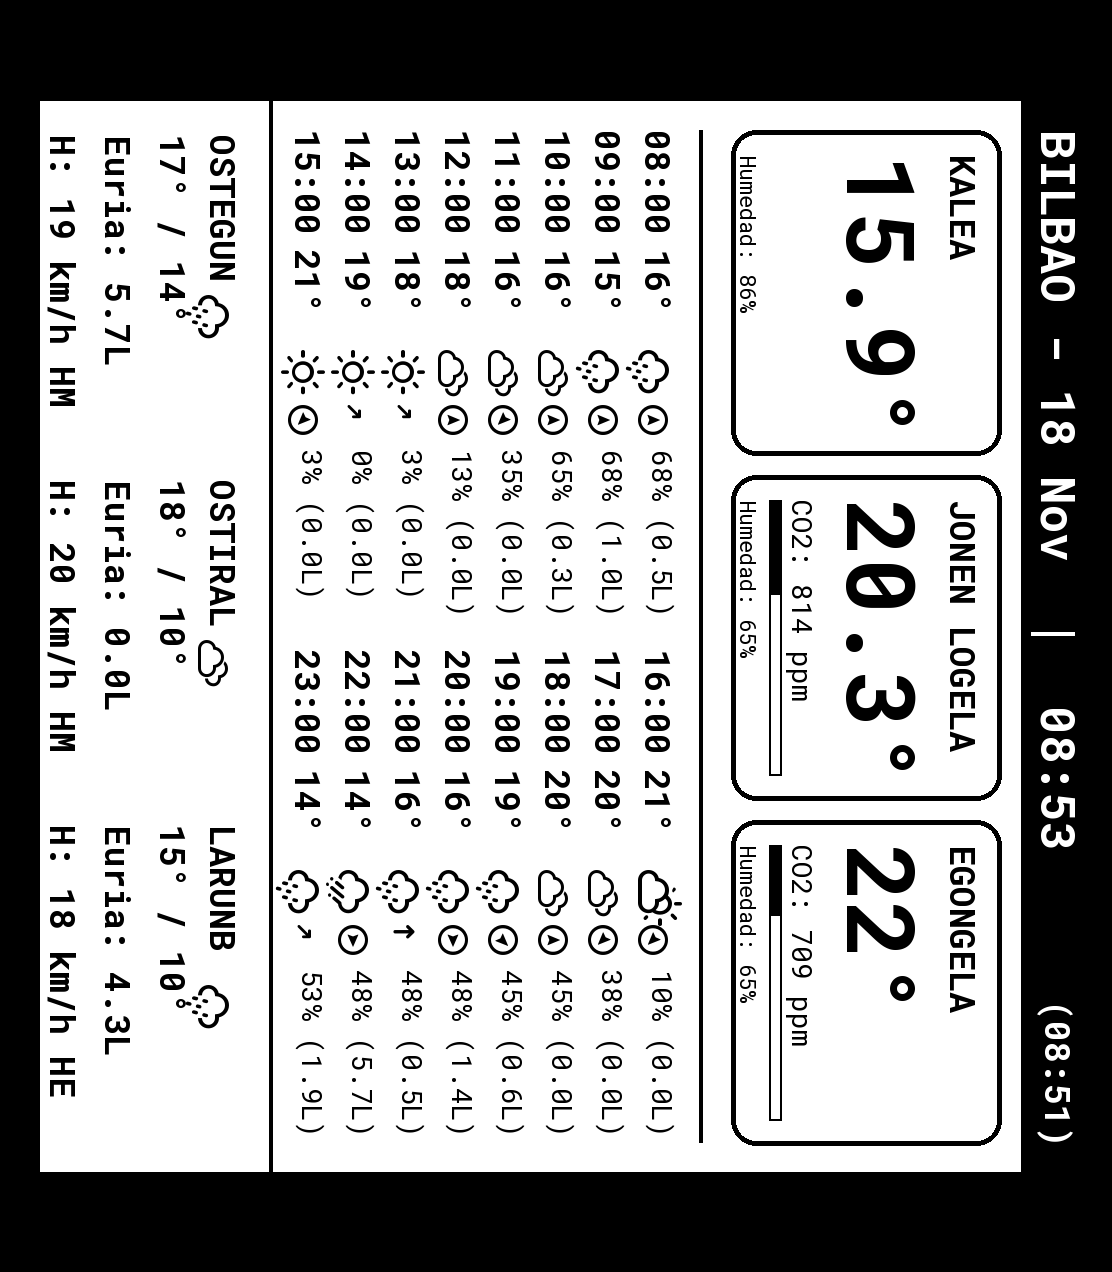 BILBAO - 18 Nov | 08:53 (08:51)
KALEA
15.9°
Humedad: 86%
JONEN LOGELA
20.3°
CO2: 814 ppm
Humedad: 65%
EGONGELA
22°
CO2: 709 ppm
Humedad: 65%
08:00 16° 68% (0.5L)
09:00 15° 68% (1.0L)
10:00 16° 65% (0.3L)
11:00 16° 35% (0.0L)
12:00 18° 13% (0.0L)
13:00 18° 3% (0.0L)
14:00 19° 0% (0.0L)
15:00 21° 3% (0.0L)
16:00 21° 10% (0.0L)
17:00 20° 38% (0.0L)
18:00 20° 45% (0.0L)
19:00 19° 45% (0.6L)
20:00 16° 48% (1.4L)
21:00 16° 48% (0.5L)
22:00 14° 48% (5.7L)
23:00 14° 53% (1.9L)
OSTEGUN
17° / 14°
Euria: 5.7L
H: 19 km/h HM
OSTIRAL
18° / 10°
Euria: 0.0L
H: 20 km/h HM
LARUNB
15° / 10°
Euria: 4.3L
H: 18 km/h HE